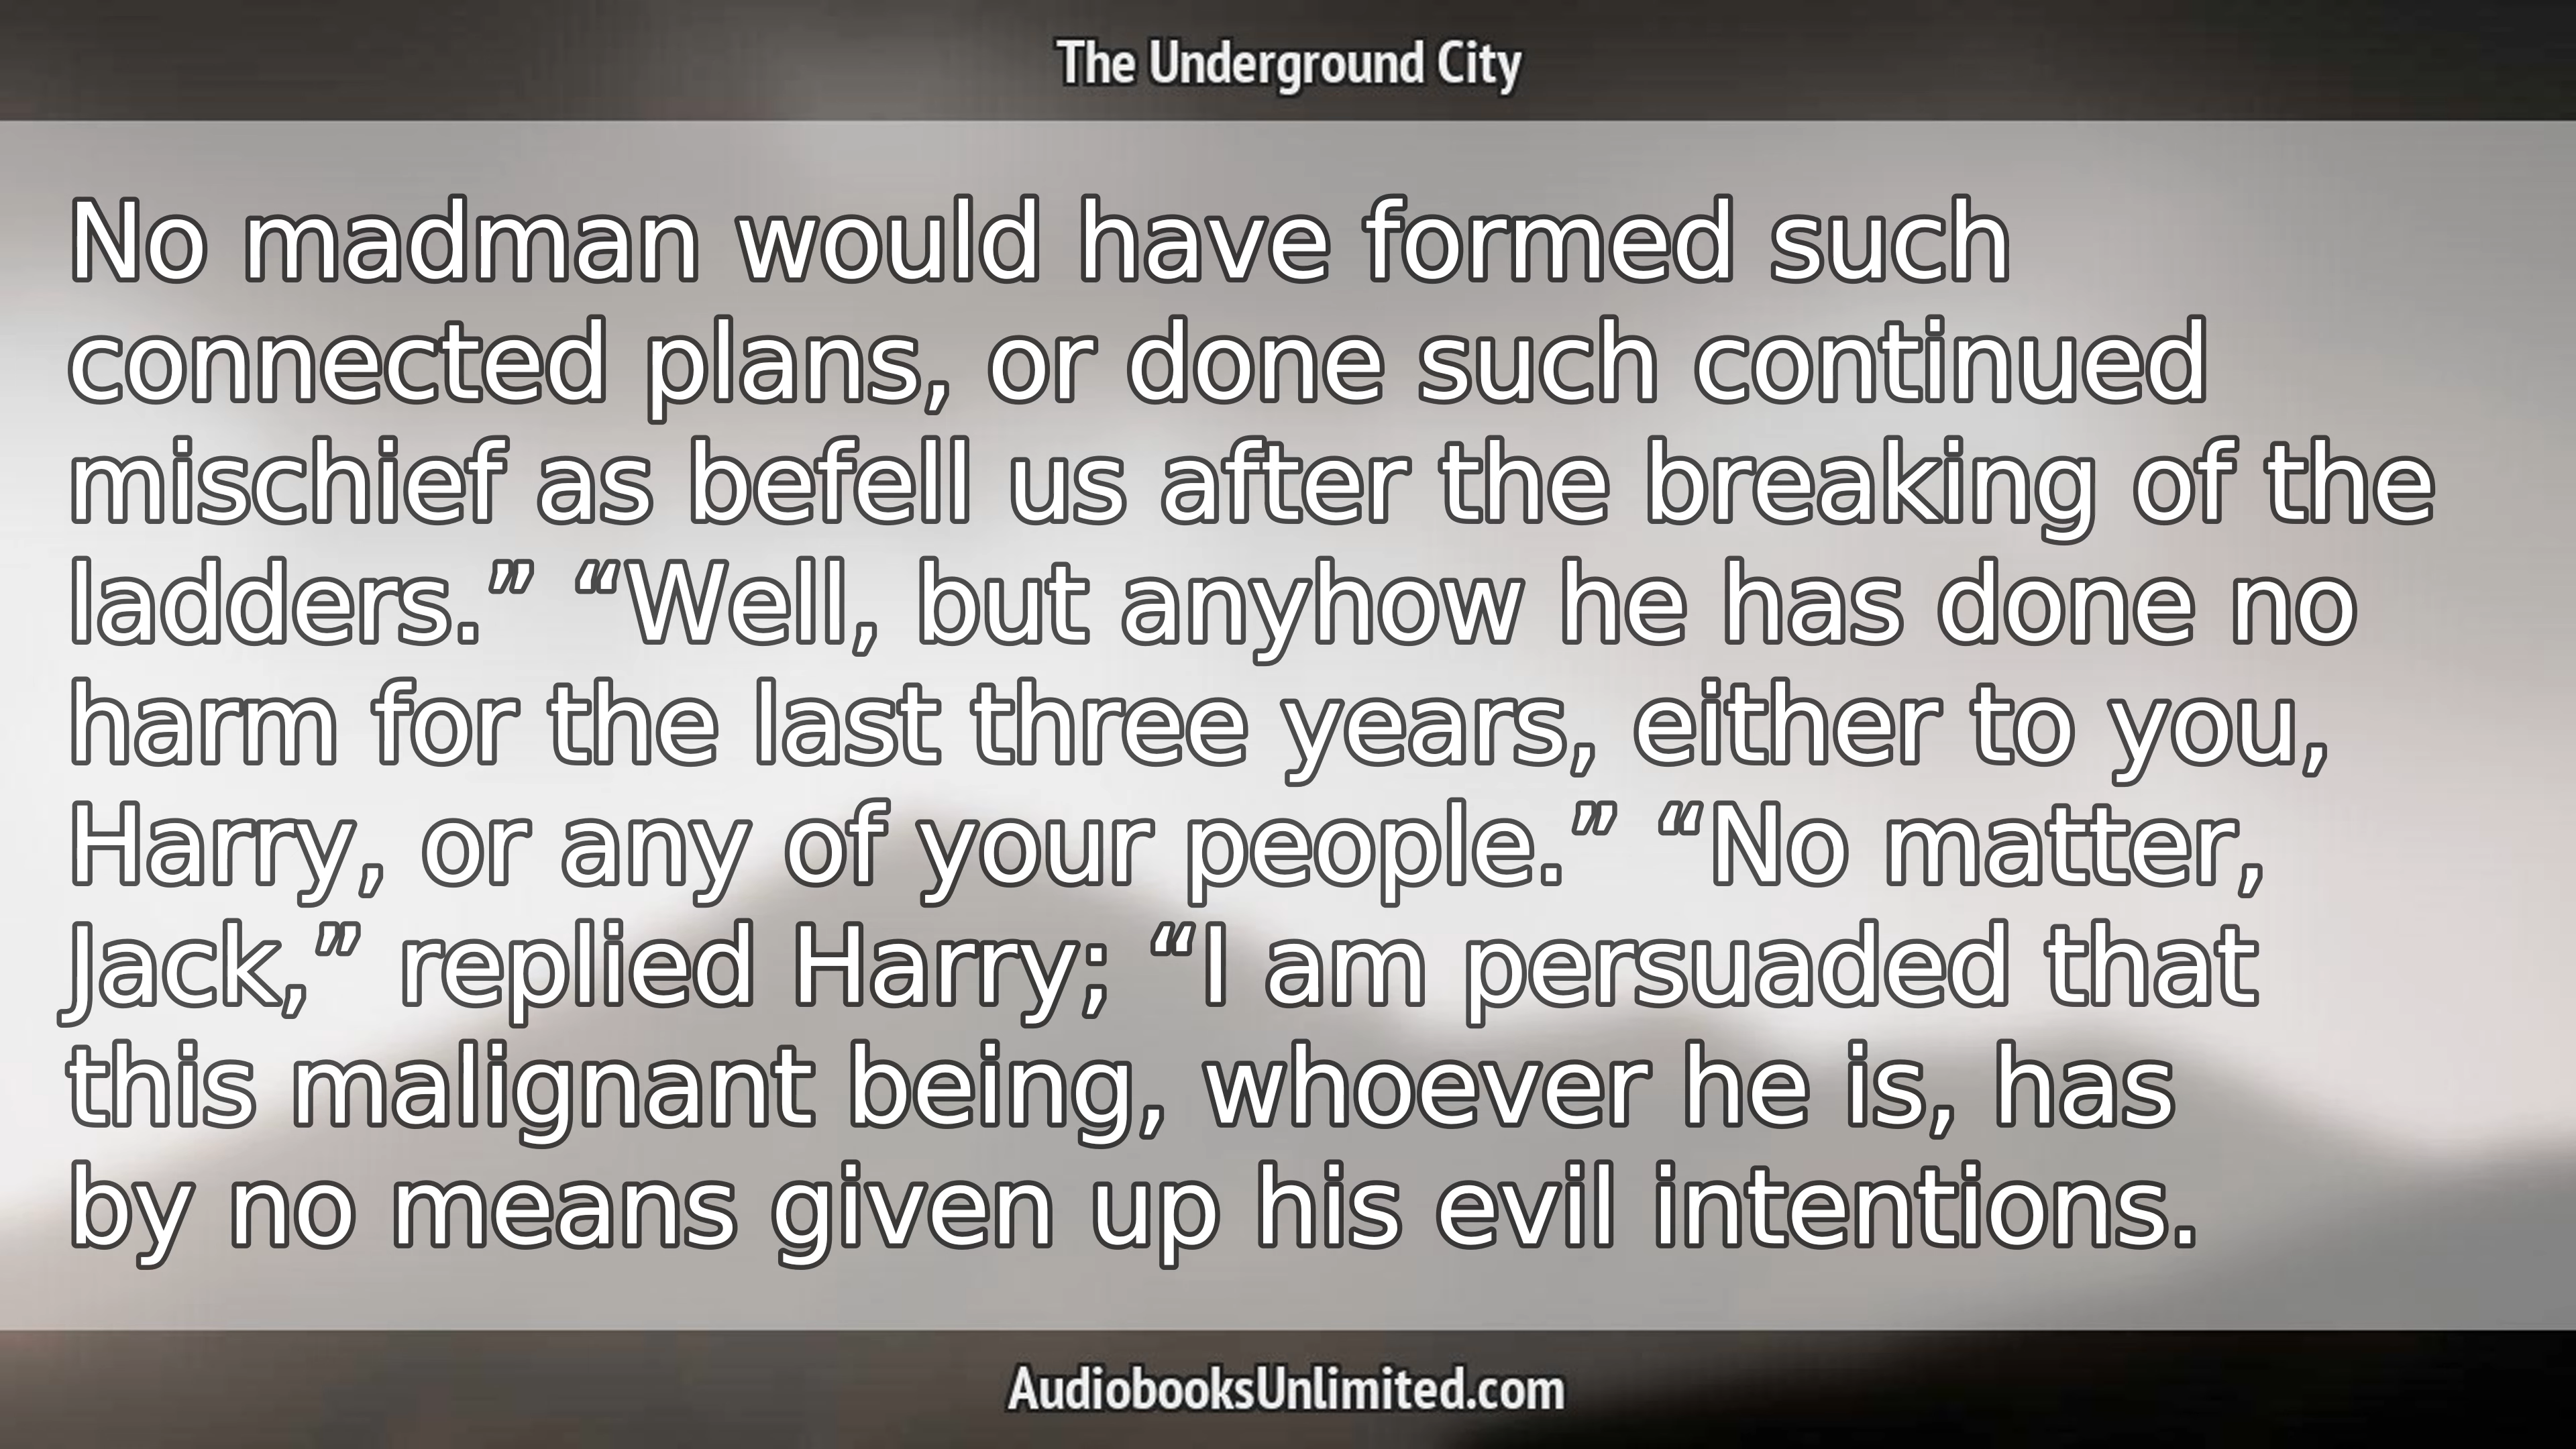 The Underground City
No madman would have formed such
connected plans, or done such continued
mischief as befell us after the breaking of the
ladders.” “Well, but anyhow he has done no
harm for the last three years, either to you,
Harry, or any of your people.” “No matter,
Jack,” replied Harry; “I am persuaded that
this malignant being, whoever he is, has
by no means given up his evil intentions.
AudiobooksUnlimited.com